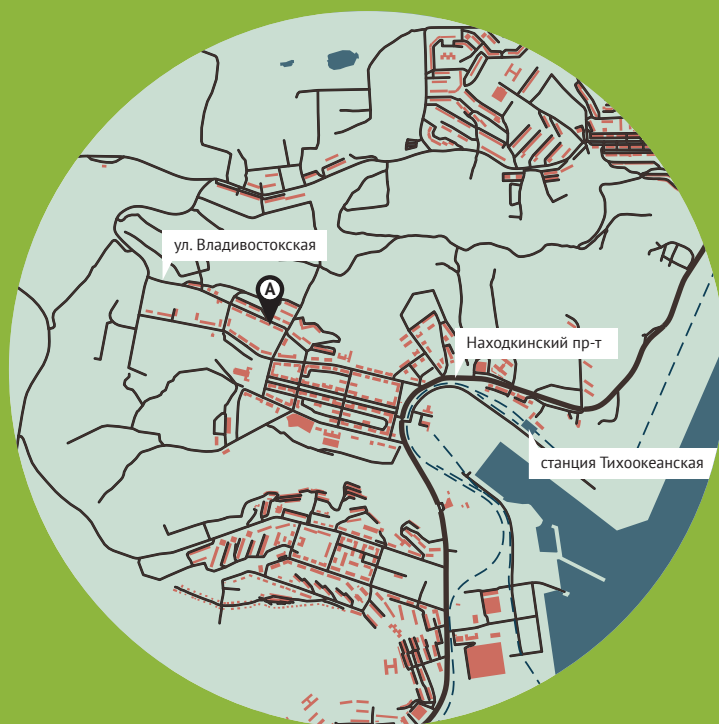 ул. Владивостокская
A
Находкинский пр-т
станция Тихоокеанская